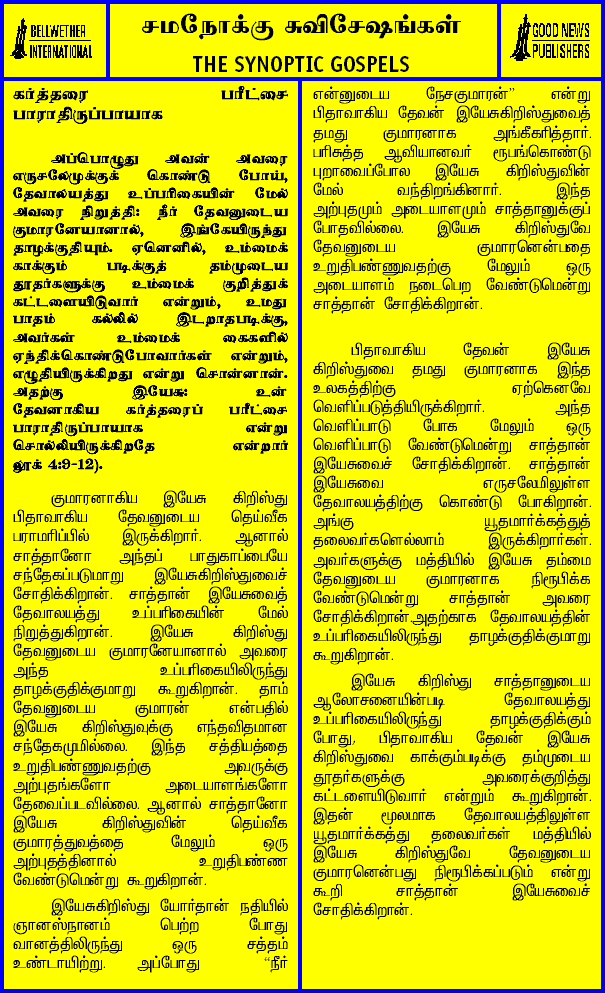 BELLWETHER
INTERNATIONAL
சமநோக்கு சுவிசேஷங்கள்
THE SYNOPTIC GOSPELS
GOOD NEWS
PUBLISHERS
கர்த்தரை பரீட்சை
பாராதிருப்பாயாக
அப்பொழுது அவன் அவரை
எருசலேமுக்குக் கொண்டு போய்,
தேவாலயத்து உப்பரிகையின் மேல்
அவரை நிறுத்தி: நீர் தேவனுடைய
குமாரனேயானால், இங்கேயிருந்து
தாழக்குதியும். ஏனெனில், உம்மைக்
காக்கும் படிக்குத் தம்முடைய
தூதர்களுக்கு உம்மைக் குறித்துக்
கட்டளையிடுவார் என்றும், உமது
பாதம் கல்லில் இடறாதபடிக்கு,
அவர்கள் உம்மைக் கைகளில்
ஏந்திக்கொண்டுபோவார்கள் என்றும்,
எழுதியிருக்கிறது என்று சொன்னான்.
அதற்கு இயேசு: உன்
தேவனாகிய கர்த்தரைப் பரீட்சை
பாராதிருப்பாயாக என்று
சொல்லியிருக்கிறதே என்றார்
லூக் 4:9-12).
குமாரனாகிய இயேசு கிறிஸ்து
பிதாவாகிய தேவனுடைய தெய்வீக
பராமரிப்பில் இருக்கிறார். ஆனால்
சாத்தானோ அந்தப் பாதுகாப்பையே
சந்தேகப்படுமாறு இயேசுகிறிஸ்துவைச்
சோதிக்கிறான். சாத்தான் இயேசுவைத்
தேவாலயத்து உப்பரிகையின் மேல்
நிறுத்துகிறான். இயேசு கிறிஸ்து
தேவனுடைய குமாரனேயானால் அவரை
அந்த உப்பரிகையிலிருந்து
தாழக்குதிக்குமாறு கூறுகிறான். தாம்
தேவனுடைய குமாரன் என்பதில்
இயேசு கிறிஸ்துவுக்கு எந்தவிதமான
சந்தேகமுமில்லை. இந்த சத்தியத்தை
உறுதிபண்ணுவதற்கு அவருக்கு
அற்புதங்களோ அடையாளங்களோ
தேவைப்படவில்லை. ஆனால் சாத்தானோ
இயேசு கிறிஸ்துவின் தெய்வீக
குமாரத்துவத்தை மேலும் ஒரு
அற்புதத்தினால் உறுதிபண்ண
வேண்டுமென்று கூறுகிறான்.
இயேசுகிறிஸ்து யோர்தான் நதியில்
ஞானஸ்நானம் பெற்ற போது
வானத்திலிருந்து ஒரு சத்தம்
உண்டாயிற்று. அப்போது “நீர்
என்னுடைய நேசகுமாரன்” என்று
பிதாவாகிய தேவன் இயேசுகிறிஸ்துவைத்
தமது குமாரனாக அங்கீகரித்தார்.
பரிசுத்த ஆவியானவர் ரூபங்கொண்டு
புறாவைப்போல இயேசு கிறிஸ்துவின்
மேல் வந்திறங்கினார். இந்த
அற்புதமும் அடையாளமும் சாத்தானுக்குப்
போதவில்லை. இயேசு கிறிஸ்துவே
தேவனுடைய குமாரனென்பதை
உறுதிபண்ணுவதற்கு மேலும் ஒரு
அடையாளம் நடைபெற வேண்டுமென்று
சாத்தான் சோதிக்கிறான்.
பிதாவாகிய தேவன் இயேசு
கிறிஸ்துவை தமது குமாரனாக இந்த
உலகத்திற்கு ஏற்கெனவே
வெளிப்படுத்தியிருக்கிறார். அந்த
வெளிப்பாடு போக மேலும் ஒரு
வெளிப்பாடு வேண்டுமென்று சாத்தான்
இயேசுவைச் சோதிக்கிறான். சாத்தான்
இயேசுவை எருசலேமிலுள்ள
தேவாலயத்திற்கு கொண்டு போகிறான்.
அங்கு யூதமார்க்கத்துத்
தலைவர்களெல்லாம் இருக்கிறார்கள்.
அவர்களுக்கு மத்தியில் இயேசு தம்மை
தேவனுடைய குமாரனாக நிரூபிக்க
வேண்டுமென்று சாத்தான் அவரை
சோதிக்கிறான்.அதற்காக தேவாலயத்தின்
உப்பரிகையிலிருந்து தாழக்குதிக்குமாறு
கூறுகிறான்.
இயேசு கிறிஸ்து சாத்தானுடைய
ஆலோசனையின்படி தேவாலயத்து
உப்பரிகையிலிருந்து தாழக்குதிக்கும்
போது, பிதாவாகிய தேவன் இயேசு
கிறிஸ்துவை காக்கும்படிக்கு தம்முடைய
தூதர்களுக்கு அவரைக்குறித்து
கட்டளையிடுவார் என்றும் கூறுகிறான்.
இதன் மூலமாக தேவாலயத்திலுள்ள
யூதமார்க்கத்து தலைவர்கள் மத்தியில்
இயேசு கிறிஸ்துவே தேவனுடைய
குமாரனென்பது நிரூபிக்கப்படும் என்று
கூறி சாத்தான் இயேசுவைச்
சோதிக்கிறான்.